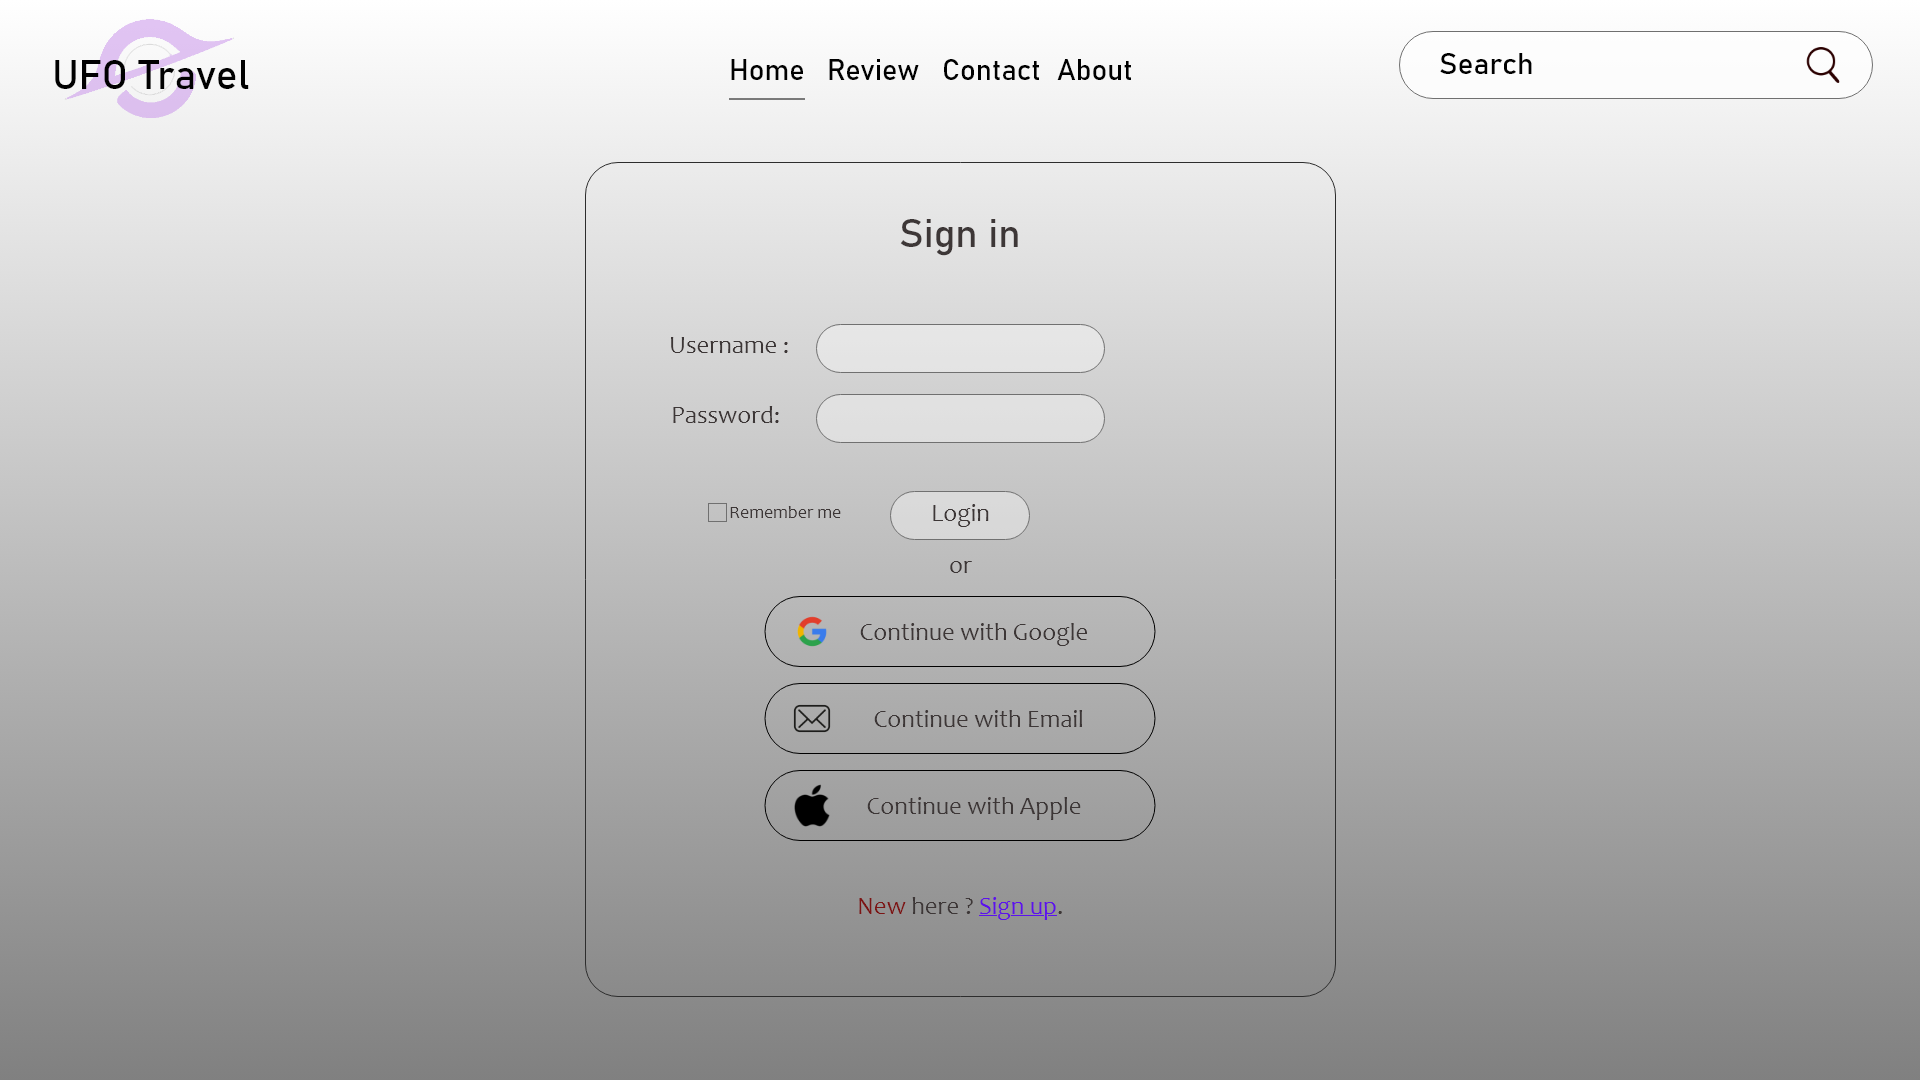 UFO Travel
Home Review Contact About
Search
Sign in
Username :
Password:
Remember me
Login
or
Continue with Google
Continue with Email
Continue with Apple
New here ? Sign up.